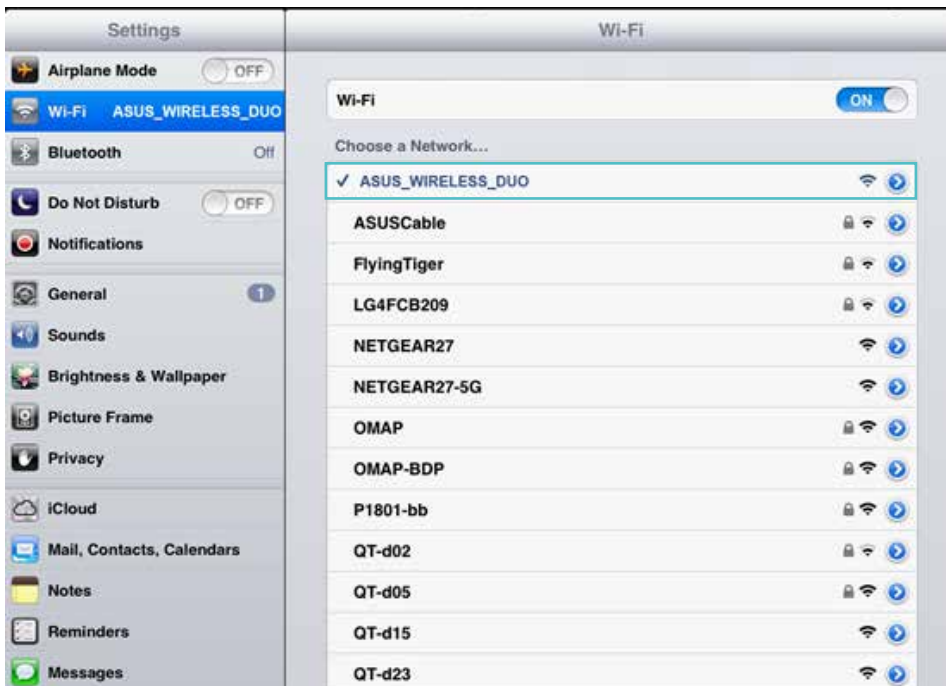 Settings
Airplane Mode OFF
Wi-Fi ASUS_WIRELESS_DUO
Bluetooth Off
Do Not Disturb OFF
Notifications
General 1
Sounds
Brightness & Wallpaper
Picture Frame
Privacy
iCloud
Mail, Contacts, Calendars
Notes
Reminders
Messages
Wi-Fi
Wi-Fi ON
Choose a Network...
✓ ASUS_WIRELESS_DUO
ASUSCable
FlyingTiger
LG4FCB209
NETGEAR27
NETGEAR27-5G
OMAP
OMAP-BDP
P1801-bb
QT-d02
QT-d05
QT-d15
QT-d23